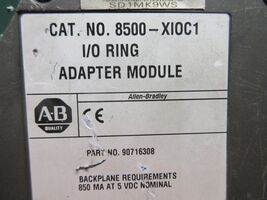 SD1MK9WS
CAT. NO. 8500-XIOC1
I/O RING
ADAPTER MODULE
Allen-Bradley
AB
QUALITY
CE
PART NO. 90716308
BACKPLANE REQUIREMENTS
850 MA AT 5 VDC NOMINAL